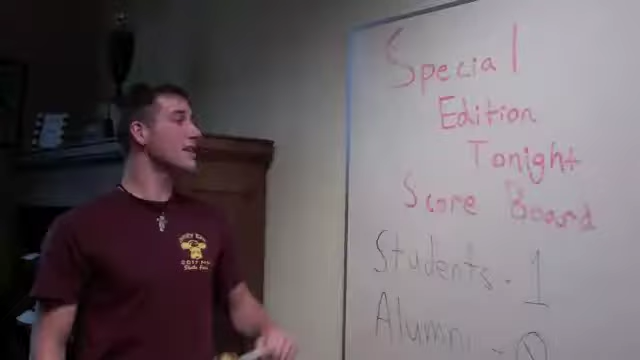 Special
Edition
Tonight
Score Board
Students - 1
Alumni - 0